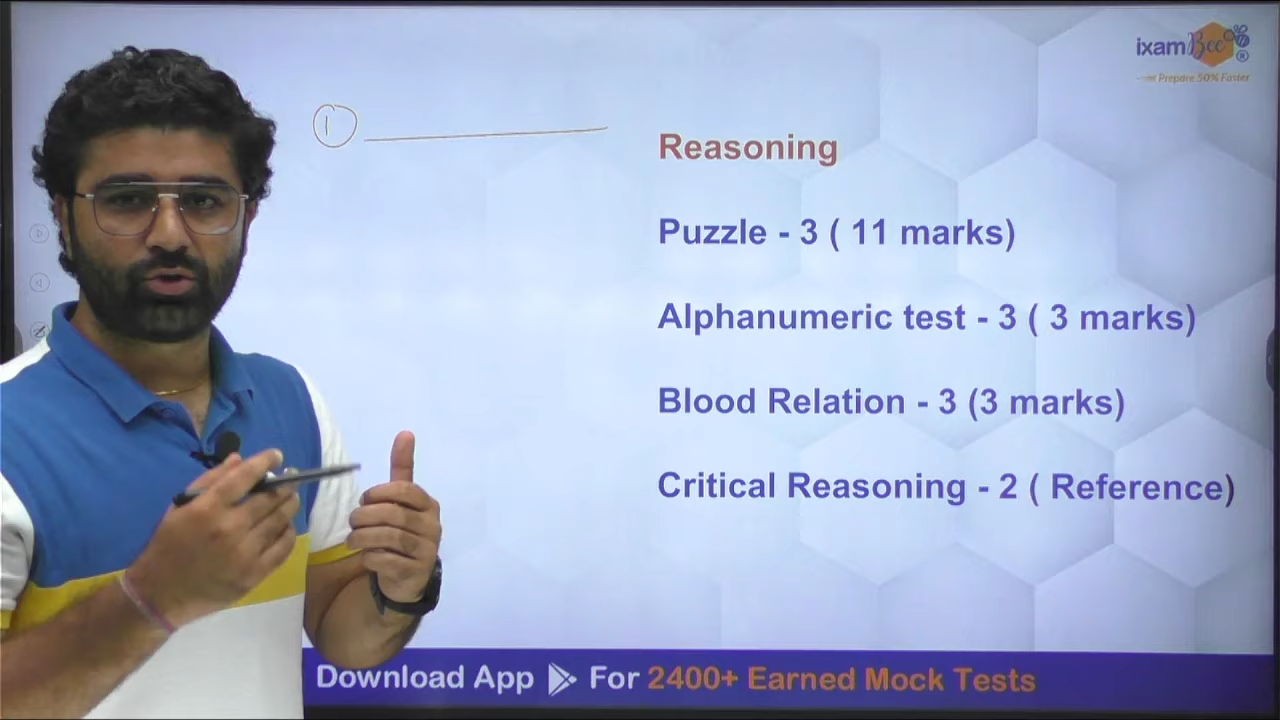 ixamBee
Prepare 50% Faster
1
Reasoning
Puzzle - 3 ( 11 marks)
Alphanumeric test - 3 ( 3 marks)
Blood Relation - 3 (3 marks)
Critical Reasoning - 2 ( Reference)
Download App For 2400+ Earned Mock Tests